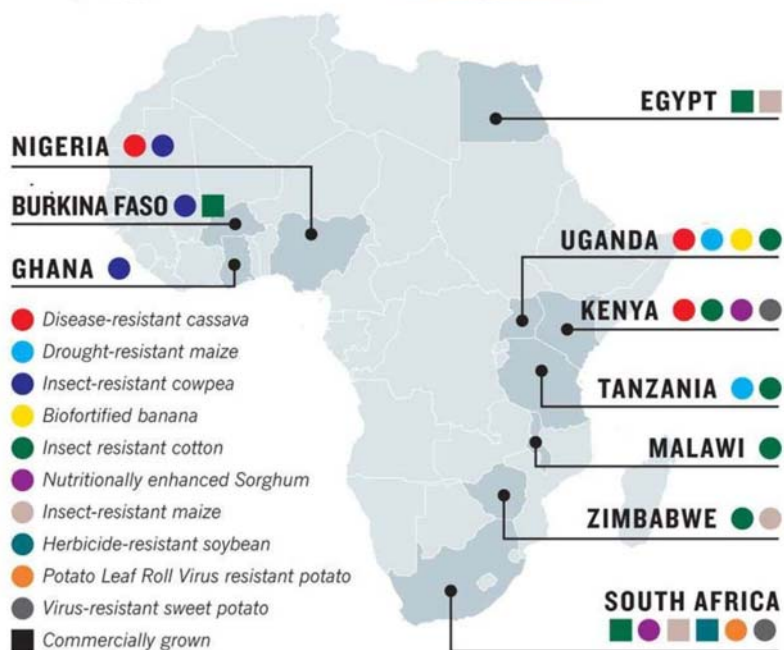 EGYPT
NIGERIA
BURKINA FASO
GHANA
UGANDA
KENYA
TANZANIA
MALAWI
ZIMBABWE
SOUTH AFRICA
Disease-resistant cassava
Drought-resistant maize
Insect-resistant cowpea
Biofortified banana
Insect resistant cotton
Nutritionally enhanced Sorghum
Insect-resistant maize
Herbicide-resistant soybean
Potato Leaf Roll Virus resistant potato
Virus-resistant sweet potato
Commercially grown